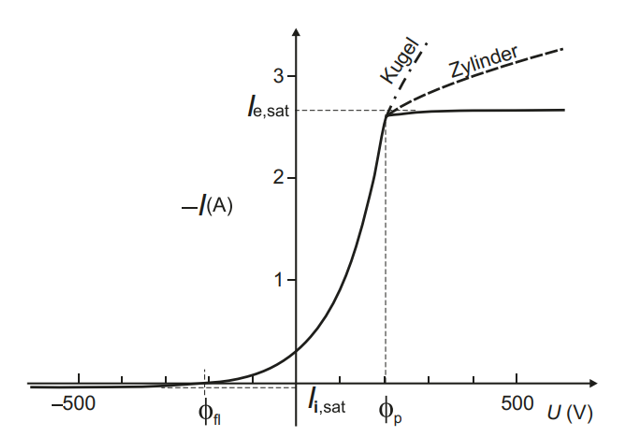 Kugel
Zylinder
3
Ie,sat
2
–I(A)
1
–500
ϕfl
Ii,sat
ϕp
500
U (V)